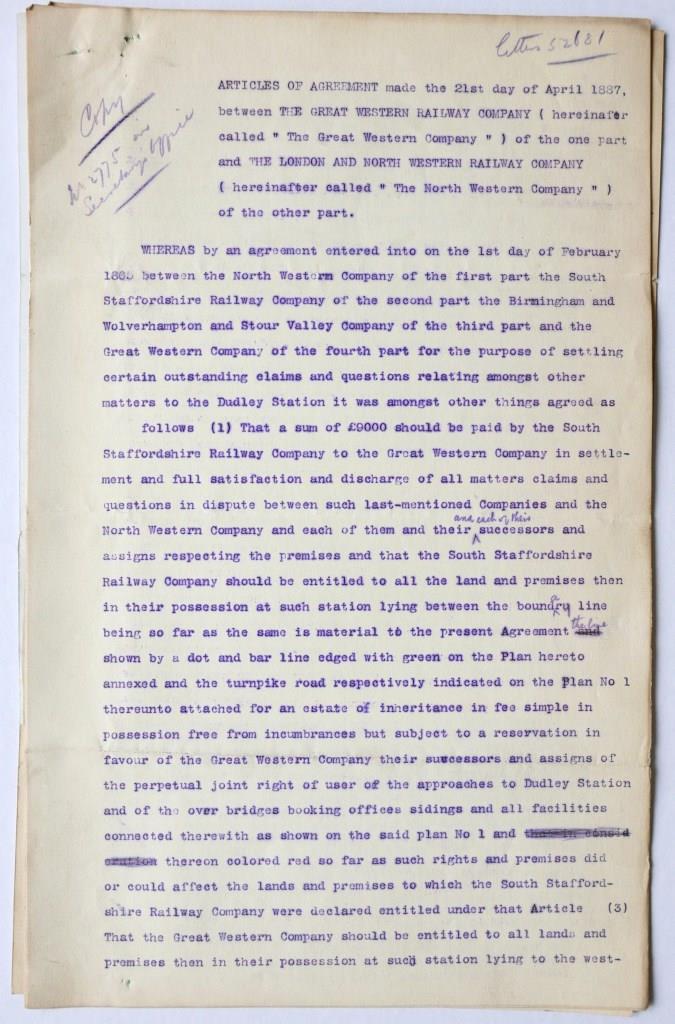 letter 52681
Copy
2775 in
Secretary's office
ARTICLES OF AGREEMENT made the 21st day of April 1887,
between THE GREAT WESTERN RAILWAY COMPANY ( hereinafter
called " The Great Western Company " ) of the one part
and THE LONDON AND NORTH WESTERN RAILWAY COMPANY
( hereinafter called " The North Western Company " )
of the other part.
WHEREAS by an agreement entered into on the 1st day of February
between the North Western Company of the first part the South
Staffordshire Railway Company of the second part the Birmingham and
Wolverhampton and Stour Valley Company of the third part and the
Great Western Company of the fourth part for the purpose of settling
certain outstanding claims and questions relating amongst other
matters to the Dudley Station it was amongst other things agreed as
follows (1) That a sum of £9000 should be paid by the South
Staffordshire Railway Company to the Great Western Company in settle-
ment and full satisfaction and discharge of all matters claims and
questions in dispute between such last-mentioned Companies and the
and each of their
North Western Company and each of them and their successors and
assigns respecting the premises and that the South Staffordshire
Railway Company should be entitled to all the land and premises then
in their possession at such station lying between the boundary line
being so far as the same is material to the present Agreement and
shown by a dot and bar line edged with green on the Plan hereto
annexed and the turnpike road respectively indicated on the Plan No 1
thereunto attached for an estate of inheritance in fee simple in
possession free from incumbrances but subject to a reservation in
favour of the Great Western Company their successors and assigns of
the perpetual joint right of user of the approaches to Dudley Station
and of the over bridges booking offices sidings and all facilities
connected therewith as shown on the said plan No 1 and
thereon colored red so far as such rights and premises did
or could affect the lands and premises to which the South Stafford-
shire Railway Company were declared entitled under that Article (3)
That the Great Western Company should be entitled to all lands and
premises then in their possession at such station lying to the west-